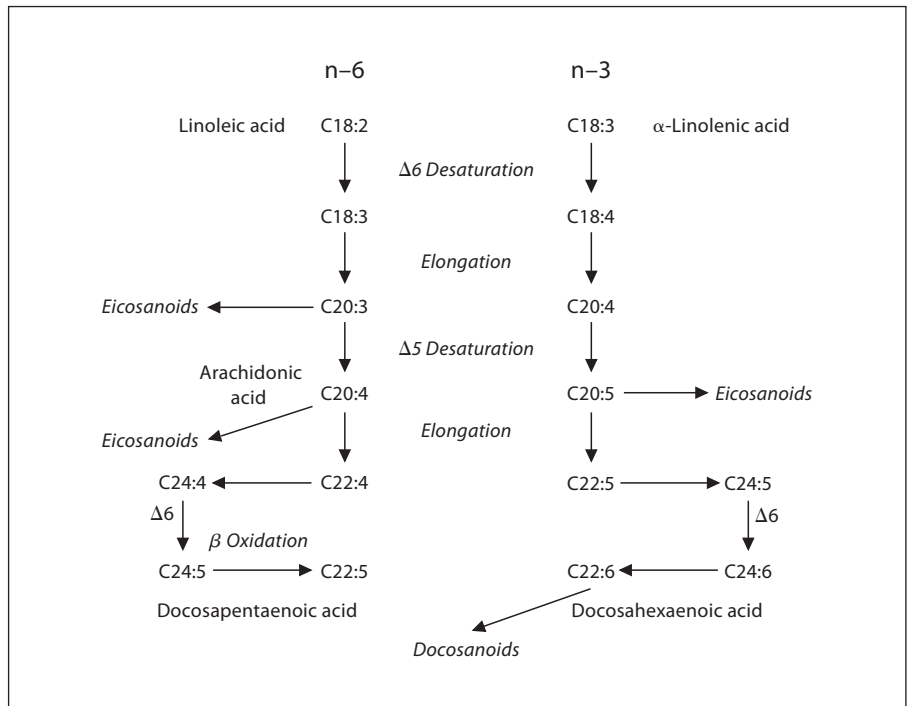 n–6 n–3
Linoleic acid C18:2 C18:3 α-Linolenic acid
Δ6 Desaturation
C18:3 C18:4
Elongation
Eicosanoids C20:3 C20:4
Δ5 Desaturation
Arachidonic
acid
C20:4 C20:5 Eicosanoids
Elongation
Eicosanoids
C24:4 C22:4 C22:5 C24:5
Δ6 Δ6
β Oxidation
C24:5 C22:5 C22:6 C24:6
Docosapentaenoic acid Docosahexaenoic acid
Docosanoids